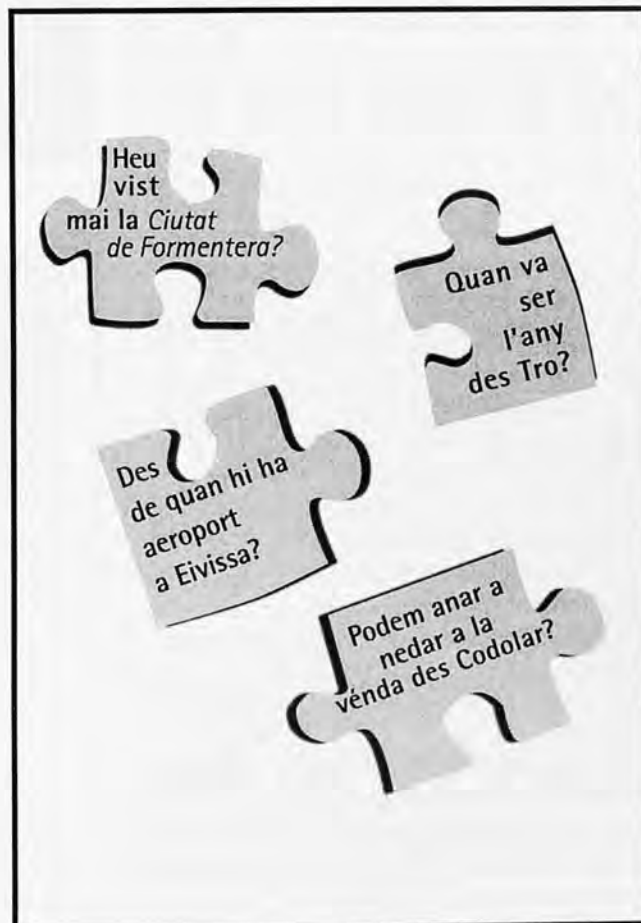 Heu
vist
mai la Ciutat
de Formentera?
Quan va
ser
l'any
des Tro?
Des
de quan hi ha
aeroport
a Eivissa?
Podem anar a
nedar a la
vénda des Codolar?